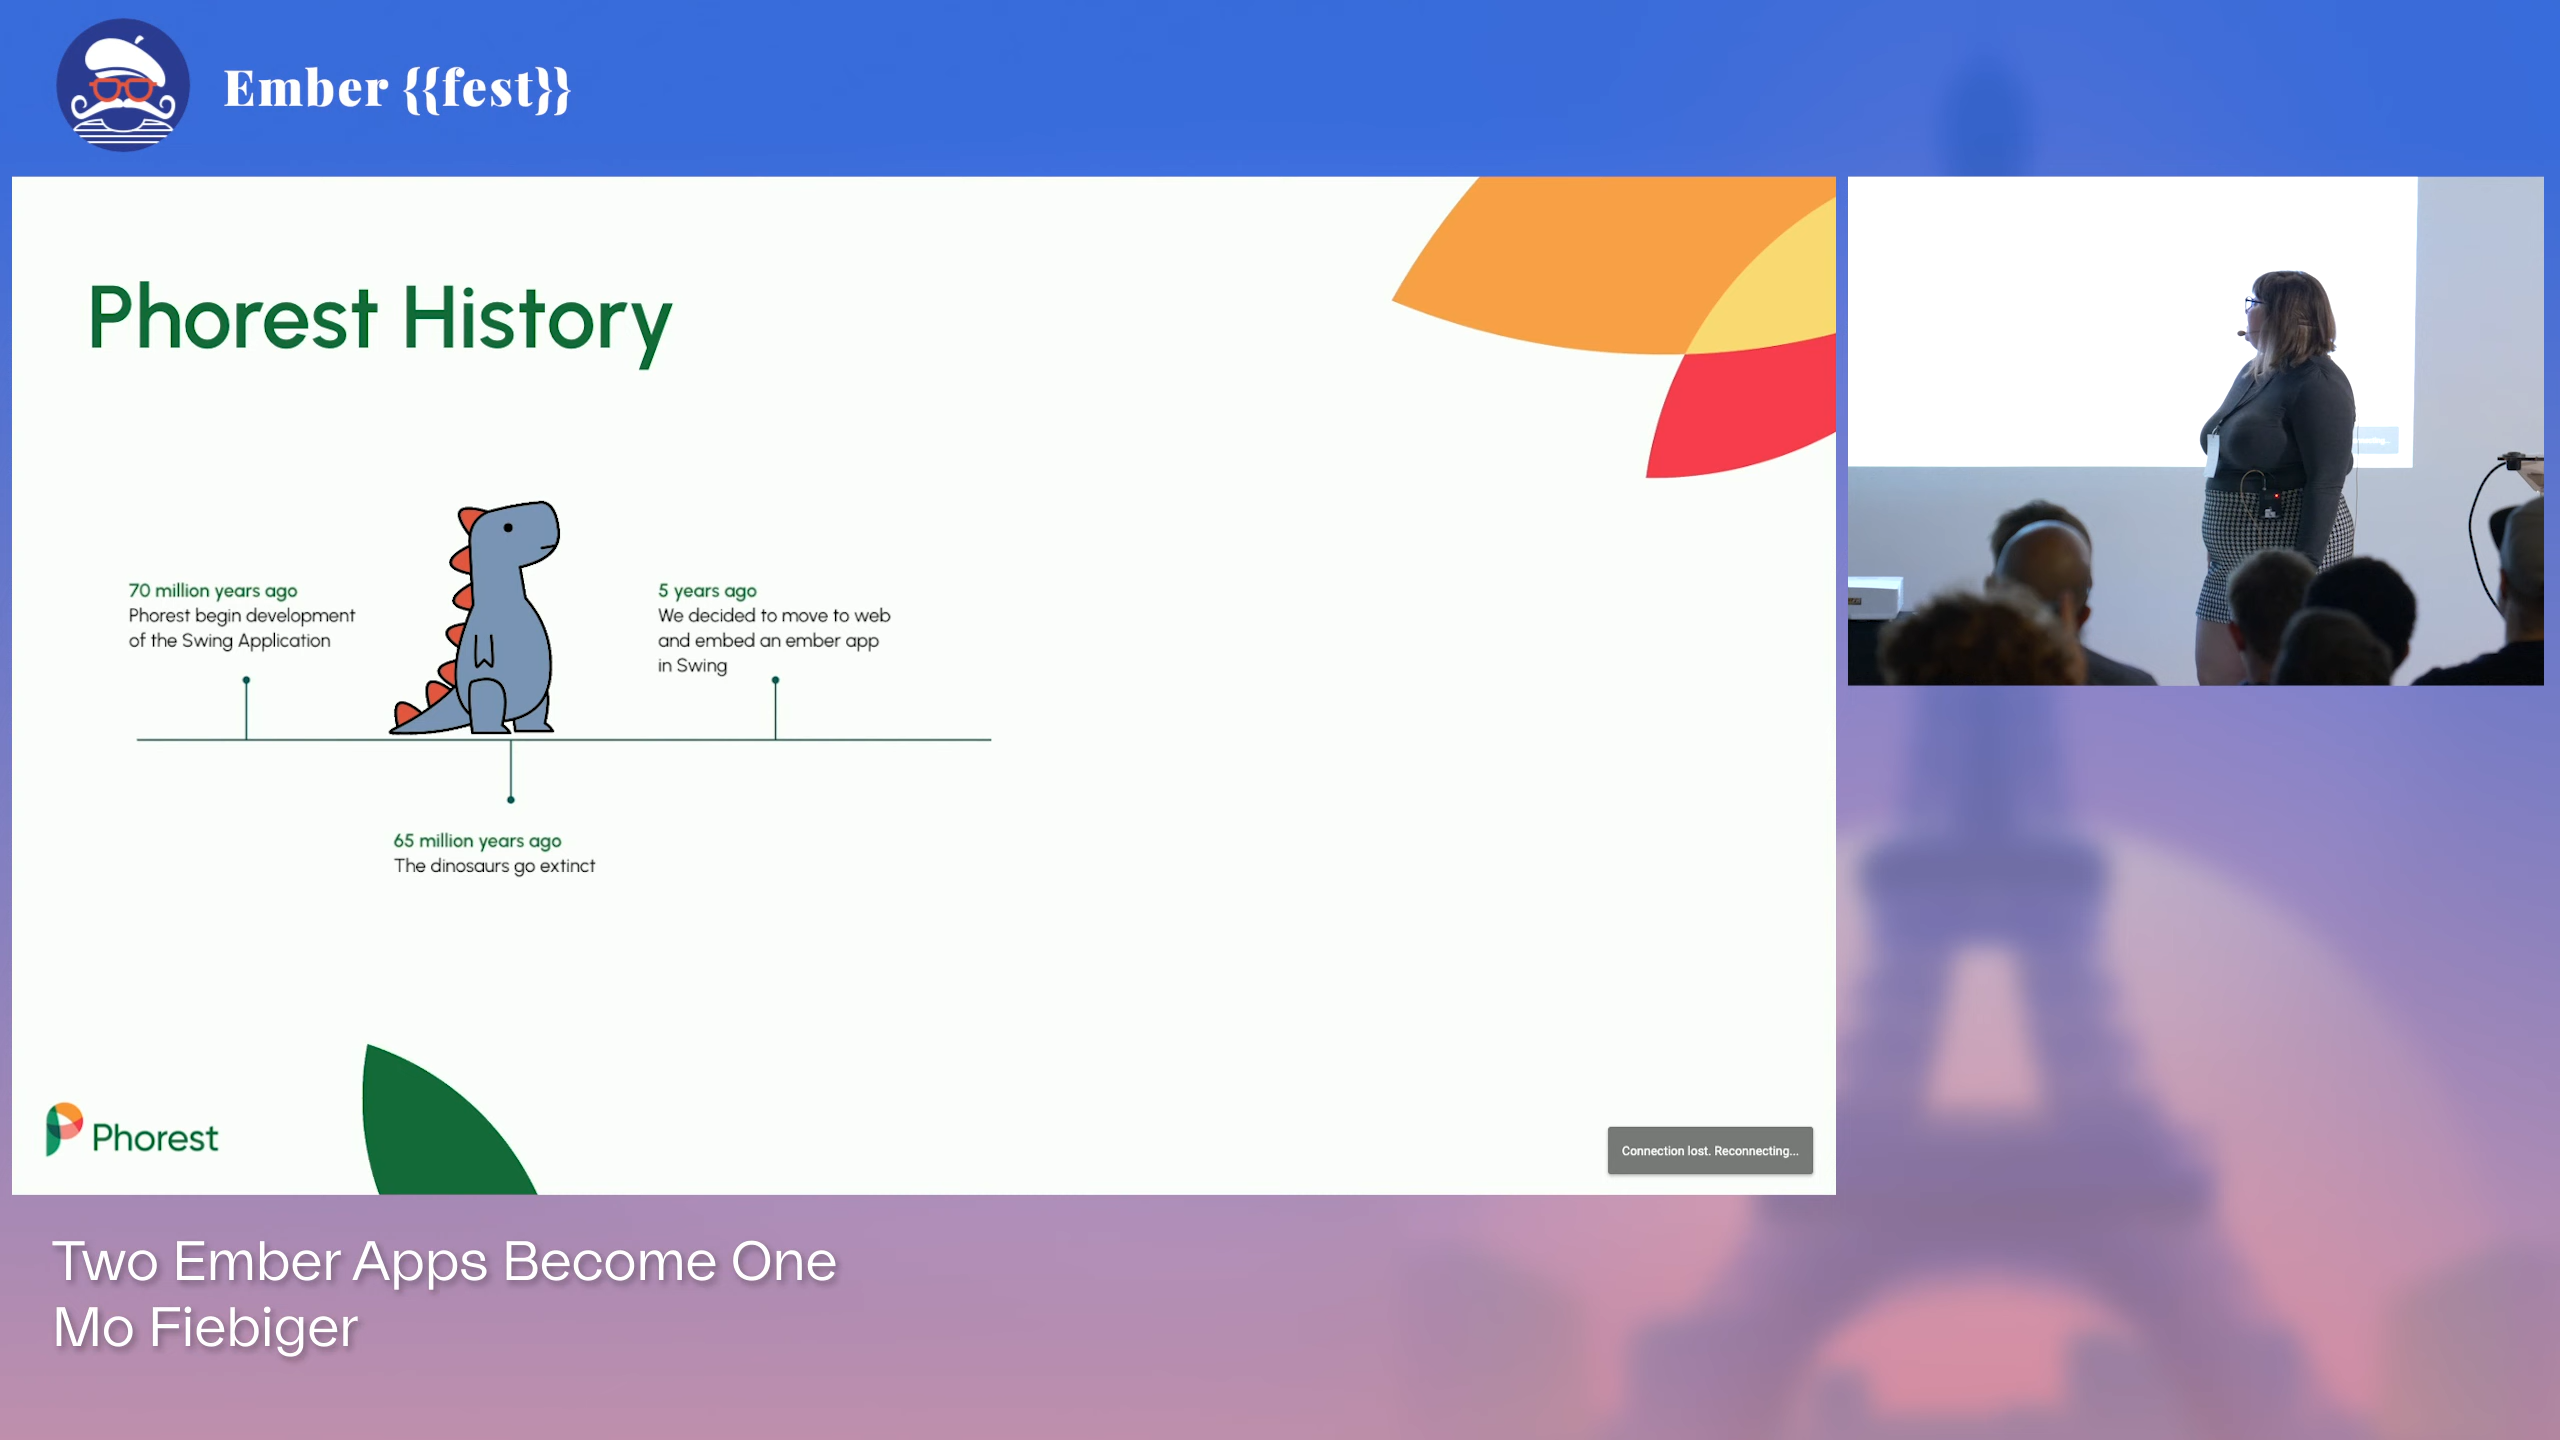 Ember {{fest}}
Phorest History
70 million years ago
Phorest begin development
of the Swing Application
5 years ago
We decided to move to web
and embed an ember app
in Swing
65 million years ago
The dinosaurs go extinct
Phorest
Connection lost. Reconnecting...
Two Ember Apps Become One
Mo Fiebiger